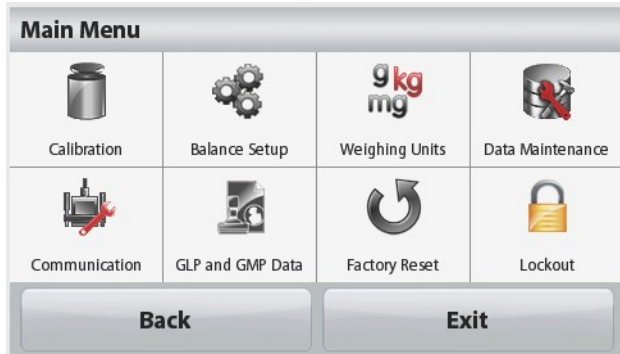 Main Menu
g kg
mg
Calibration
Balance Setup
Weighing Units
Data Maintenance
Communication
GLP and GMP Data
Factory Reset
Lockout
Back
Exit